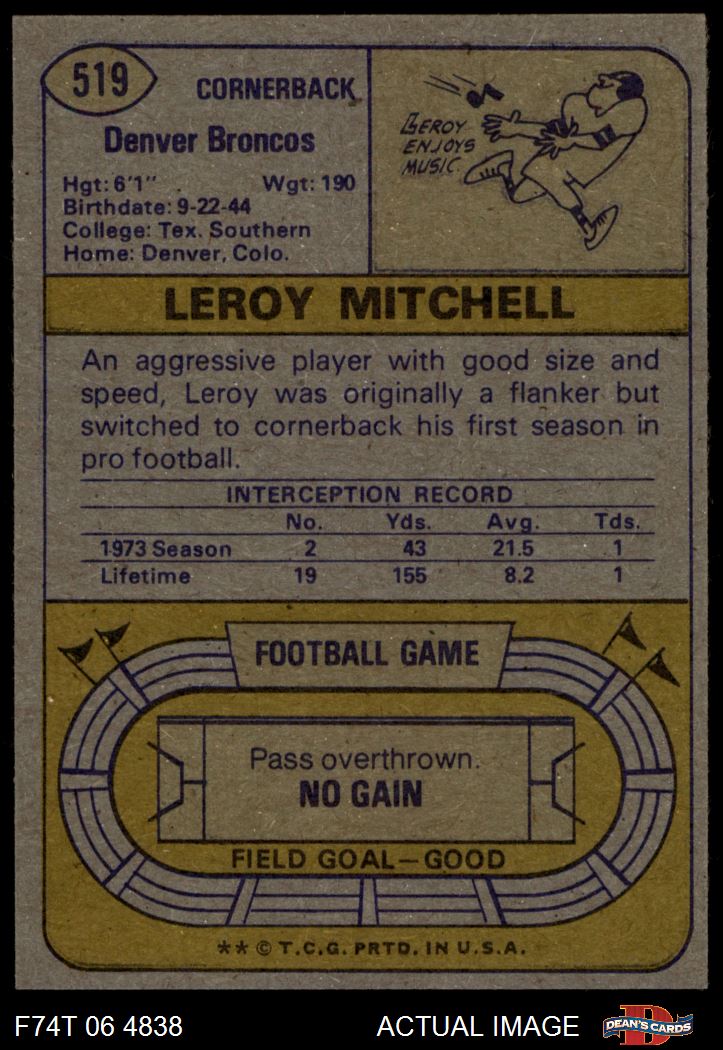 519
CORNERBACK
Denver Broncos
Hgt: 6'1" Wgt: 190
Birthdate: 9-22-44
College: Tex. Southern
Home: Denver, Colo.
LEROY
ENJOYS
MUSIC.
LEROY MITCHELL
An aggressive player with good size and
speed, Leroy was originally a flanker but
switched to cornerback his first season in
pro football.
INTERCEPTION RECORD
No. Yds. Avg. Tds.
1973 Season 2 43 21.5 1
Lifetime 19 155 8.2 1
FOOTBALL GAME
Pass overthrown.
NO GAIN
FIELD GOAL—GOOD
** © T.C.G. PRTD. IN U.S.A.
F74T 06 4838 ACTUAL IMAGE
D
DEAN'S CARDS